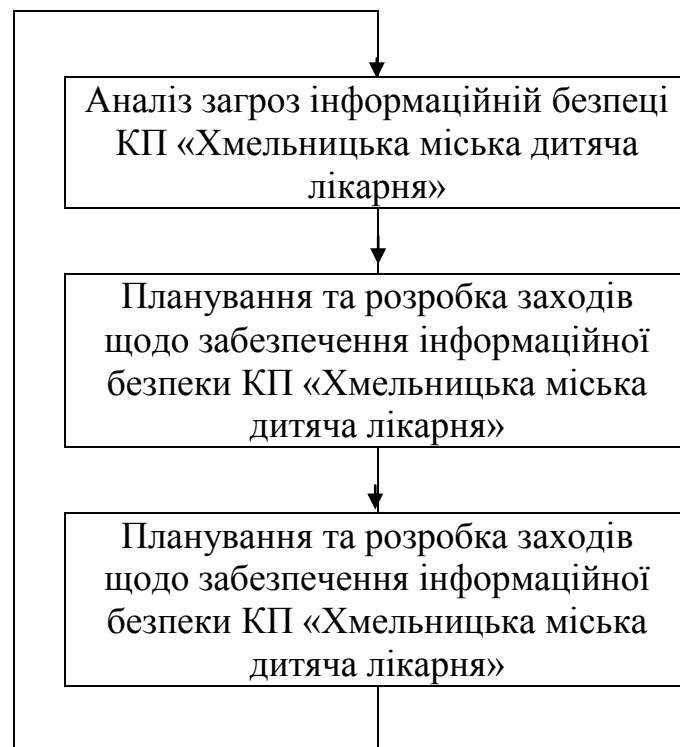 Аналіз загроз інформаційній безпеці
КП «Хмельницька міська дитяча
лікарня»
Планування та розробка заходів
щодо забезпечення інформаційної
безпеки КП «Хмельницька міська
дитяча лікарня»
Планування та розробка заходів
щодо забезпечення інформаційної
безпеки КП «Хмельницька міська
дитяча лікарня»